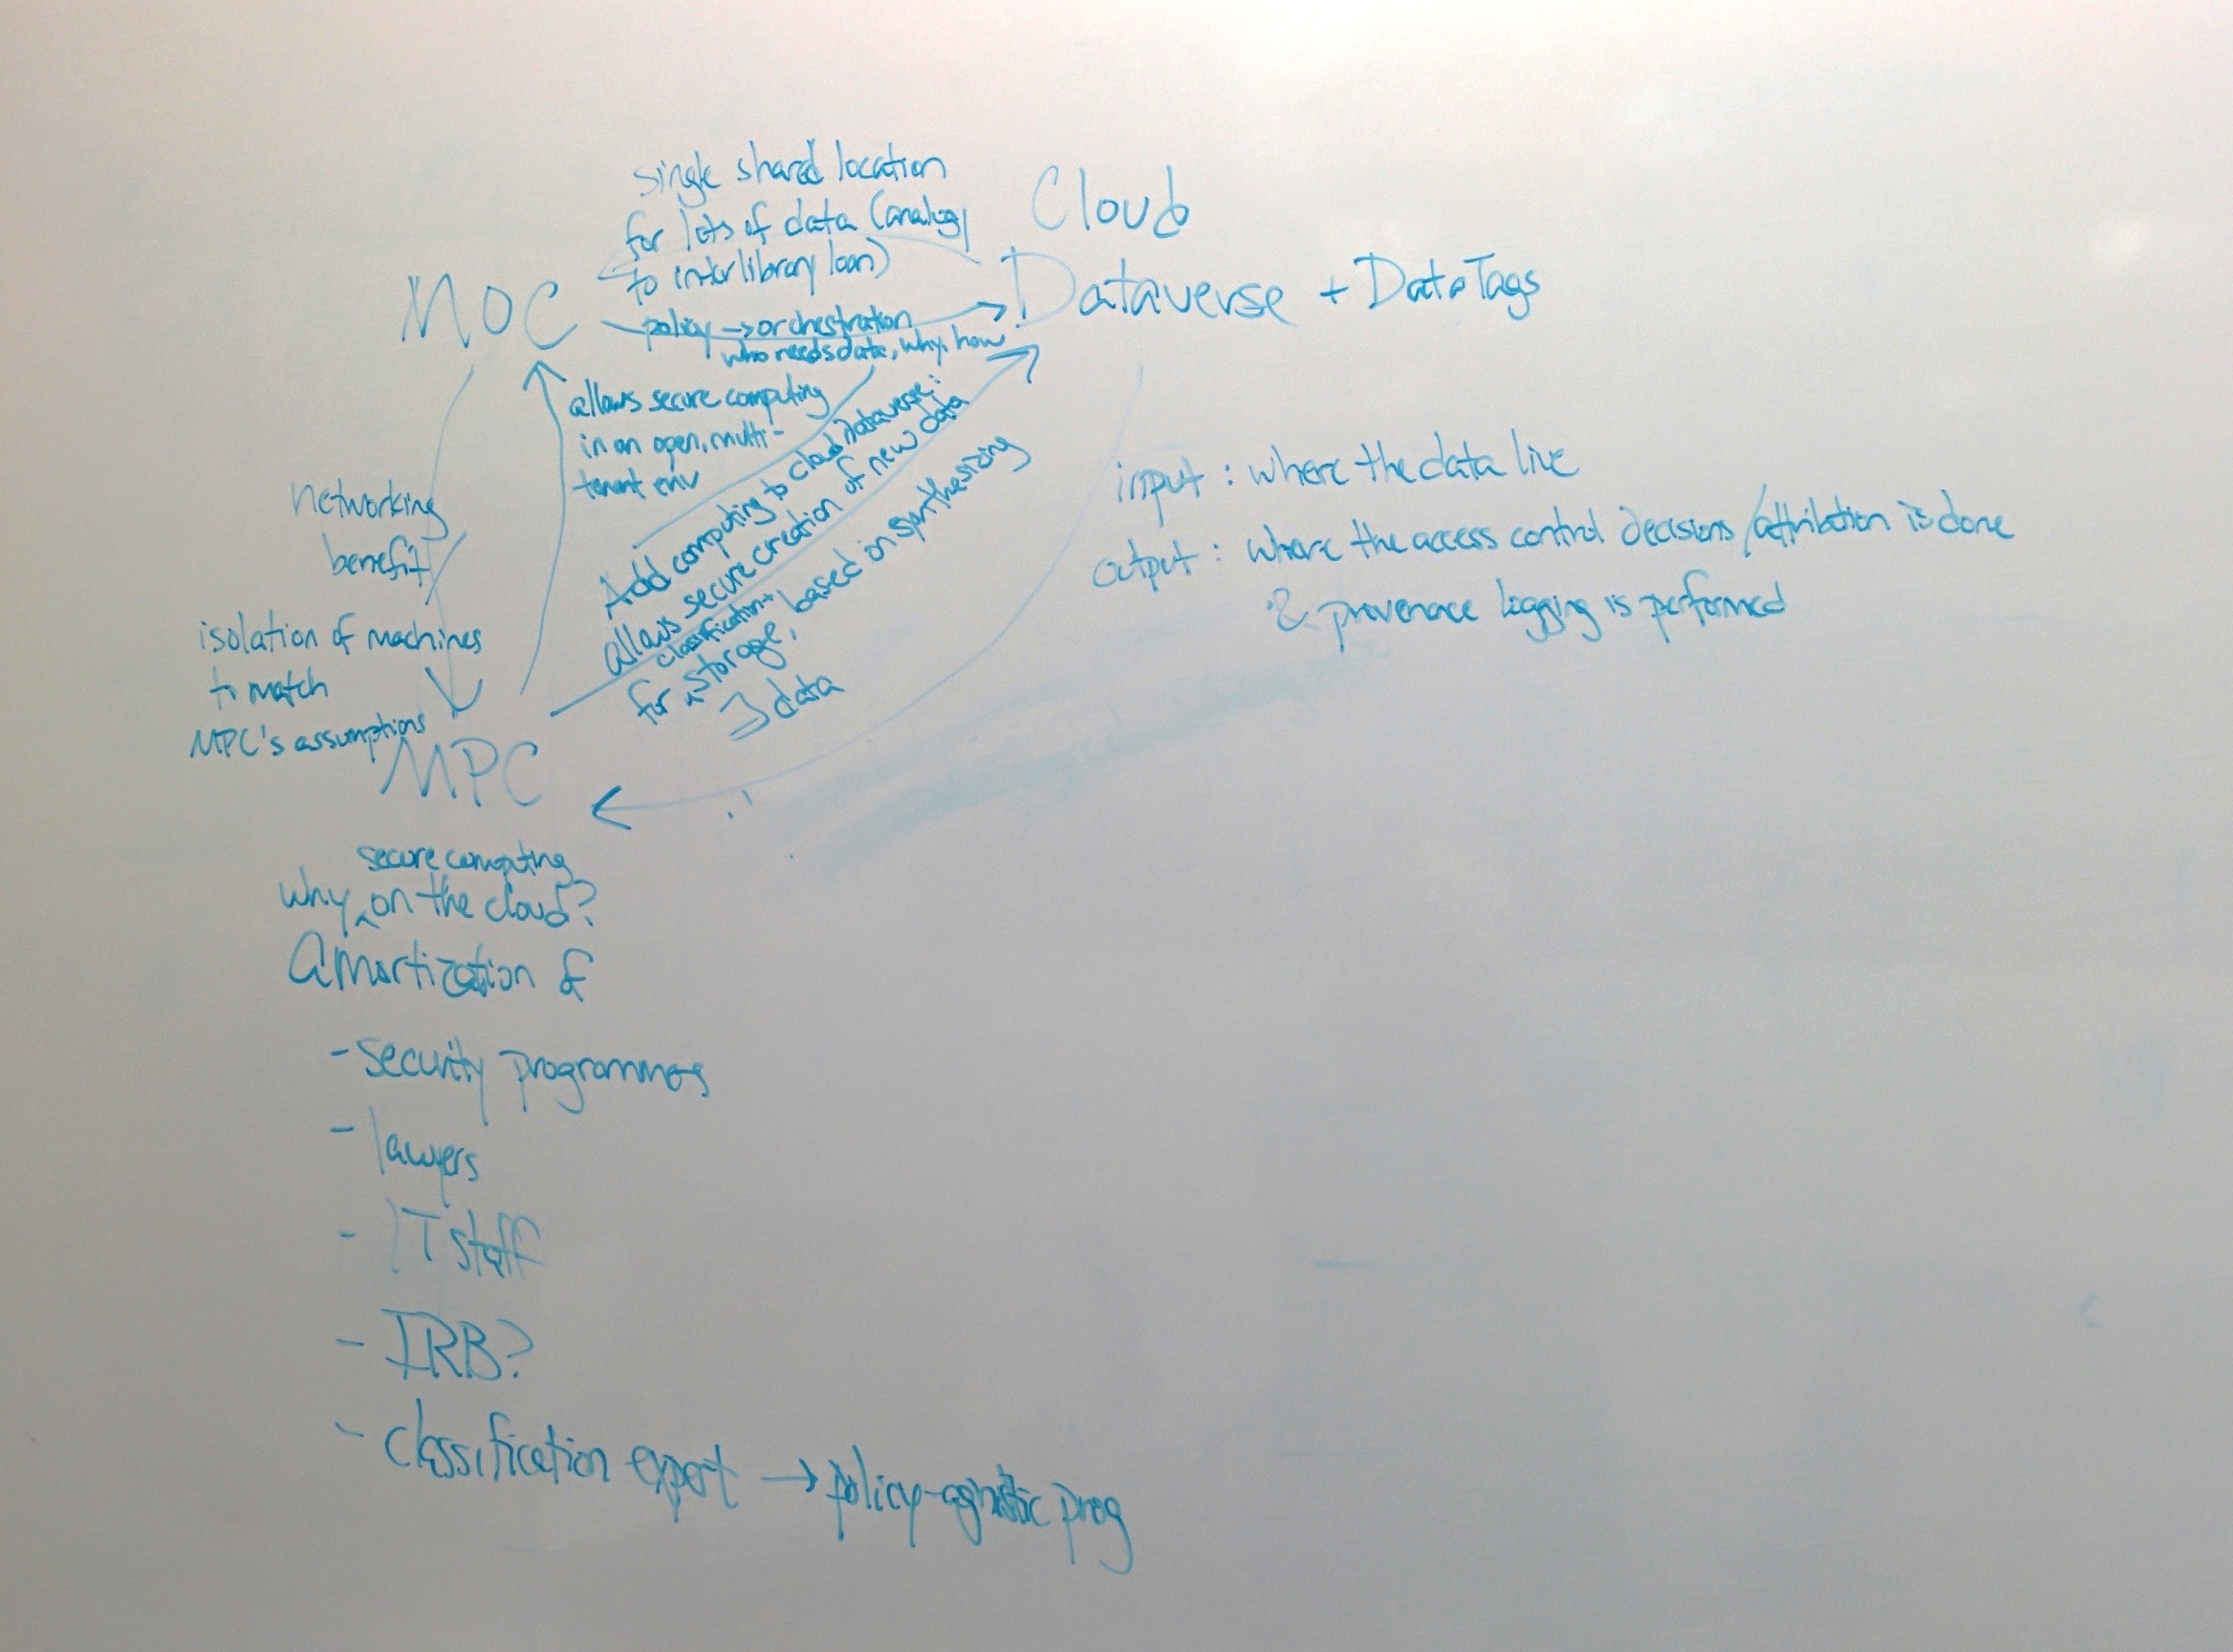 single shared location
for lots of data (analogy
to interlibrary loan)
MOC
policy → orchestration
who needs data, why, how
Cloud
Dataverse + DataTags
allows secure computing
in an open, multi-
tenant env
Add computing to cloud Dataverse:
allows secure creation of new data
classification +
for ^ storage, based on synthesizing
⇒ data
networking
benefit
isolation of machines
to match
MPC's assumptions
MPC
input : where the data live
output : where the access control decisions/attribution is done
& provenace logging is performed
secure computing
why ^ on the cloud?
Amortization of
- security programmers
- lawyers
- IT staff
- IRB?
- classification expert → policy-agnostic prog